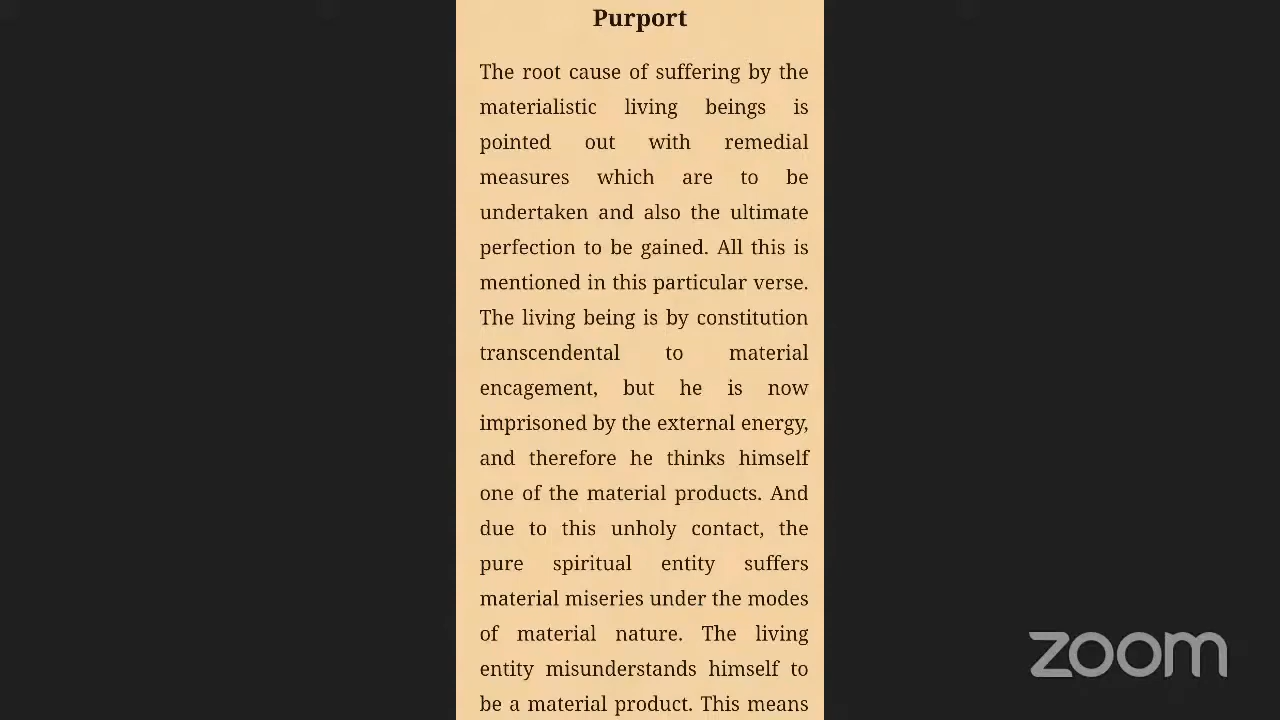 Purport
The root cause of suffering by the
materialistic living beings is
pointed out with remedial
measures which are to be
undertaken and also the ultimate
perfection to be gained. All this is
mentioned in this particular verse.
The living being is by constitution
transcendental to material
encagement, but he is now
imprisoned by the external energy,
and therefore he thinks himself
one of the material products. And
due to this unholy contact, the
pure spiritual entity suffers
material miseries under the modes
of material nature. The living
entity misunderstands himself to
be a material product. This means
zoom